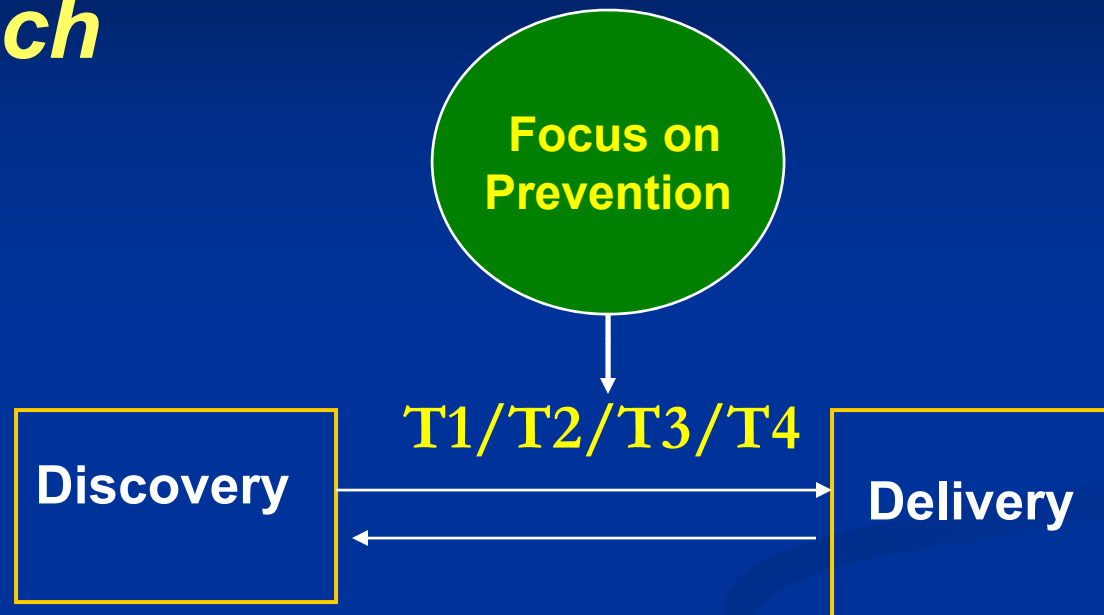 ch
Focus on
Prevention
T1/T2/T3/T4
Discovery
Delivery